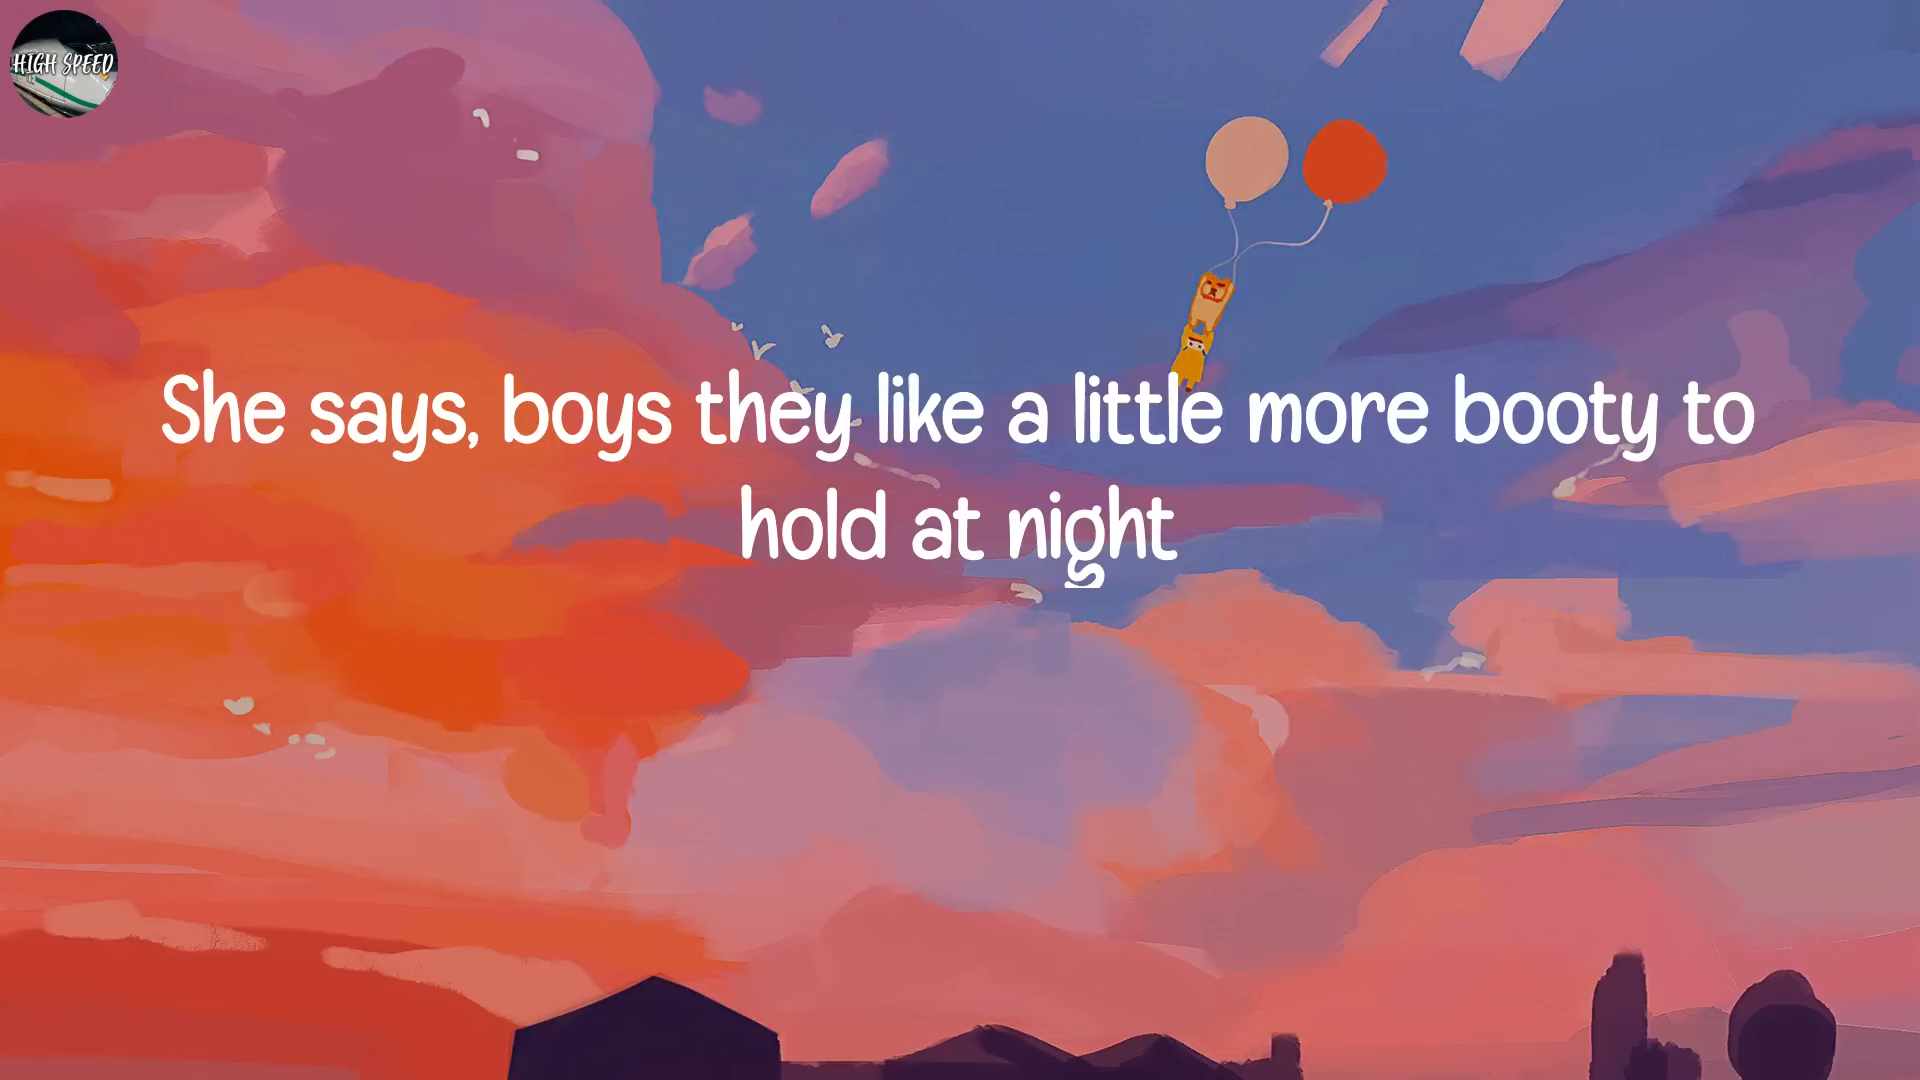 HIGH SPEED
She says, boys they like a little more booty to
hold at night